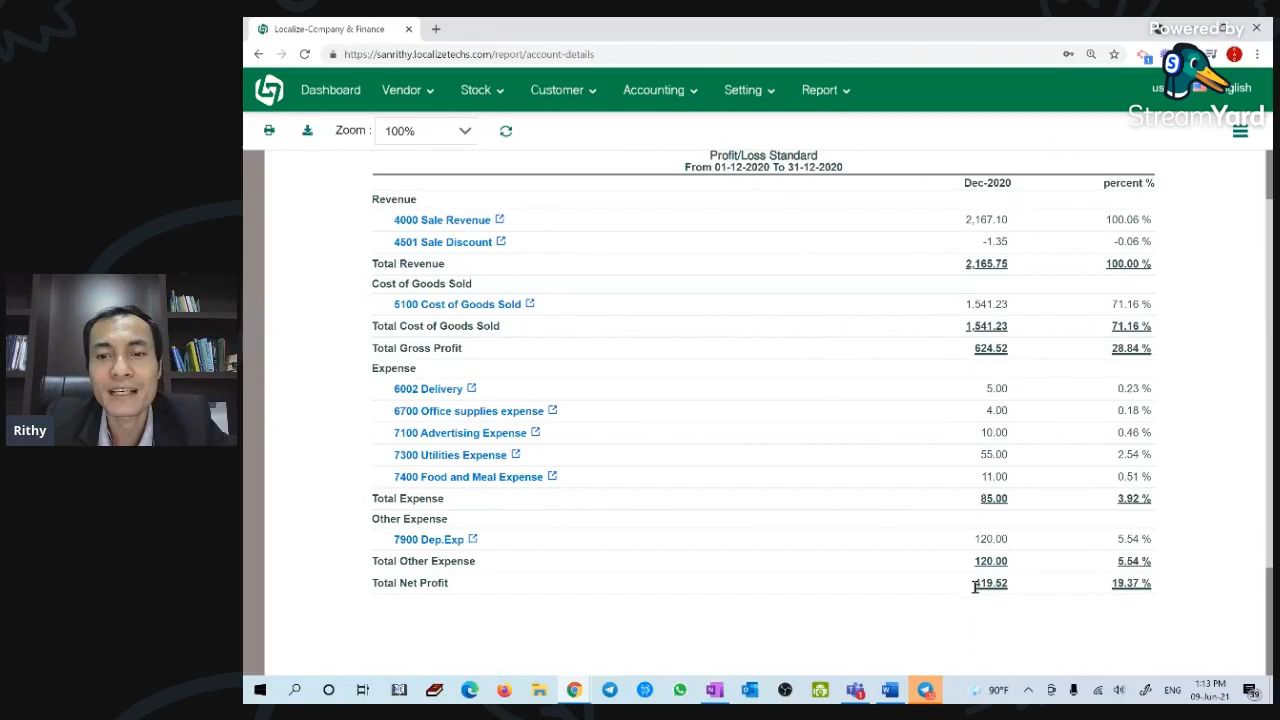 Localize-Company & Finance
Powered by
https://sanrithy.localizetechs.com/report/account-details
StreamYard
Dashboard Vendor Stock Customer Accounting Setting Report
Zoom : 100%
Profit/Loss Standard
From 01-12-2020 To 31-12-2020
Dec-2020 percent %
Revenue
4000 Sale Revenue 2,167.10 100.06 %
4501 Sale Discount -1.35 -0.06 %
Total Revenue 2,165.75 100.00 %
Cost of Goods Sold
5100 Cost of Goods Sold 1,541.23 71.16 %
Total Cost of Goods Sold 1,541.23 71.16 %
Total Gross Profit 624.52 28.84 %
Expense
6002 Delivery 5.00 0.23 %
6700 Office supplies expense 4.00 0.18 %
7100 Advertising Expense 10.00 0.46 %
7300 Utilities Expense 55.00 2.54 %
7400 Food and Meal Expense 11.00 0.51 %
Total Expense 85.00 3.92 %
Other Expense
7900 Dep.Exp 120.00 5.54 %
Total Other Expense 120.00 5.54 %
Total Net Profit 419.52 19.37 %
Rithy
90°F ENG 1:13 PM
09-Jun-21